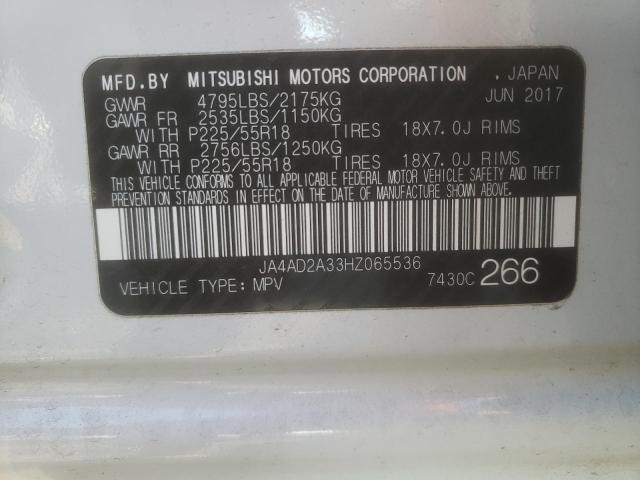 MFD.BY MITSUBISHI MOTORS CORPORATION . JAPAN
GVWR 4795LBS/2175KG JUN 2017
GAWR FR 2535LBS/1150KG
WITH P225/55R18 TIRES 18X7.0J RIMS
GAWR RR 2756LBS/1250KG
WITH P225/55R18 TIRES 18X7.0J RIMS
THIS VEHICLE CONFORMS TO ALL APPLICABLE FEDERAL MOTOR VEHICLE SAFETY AND THEFT
PREVENTION STANDARDS IN EFFECT ON THE DATE OF MANUFACTURE SHOWN ABOVE.
JA4AD2A33HZ065536
VEHICLE TYPE: MPV 7430C 266